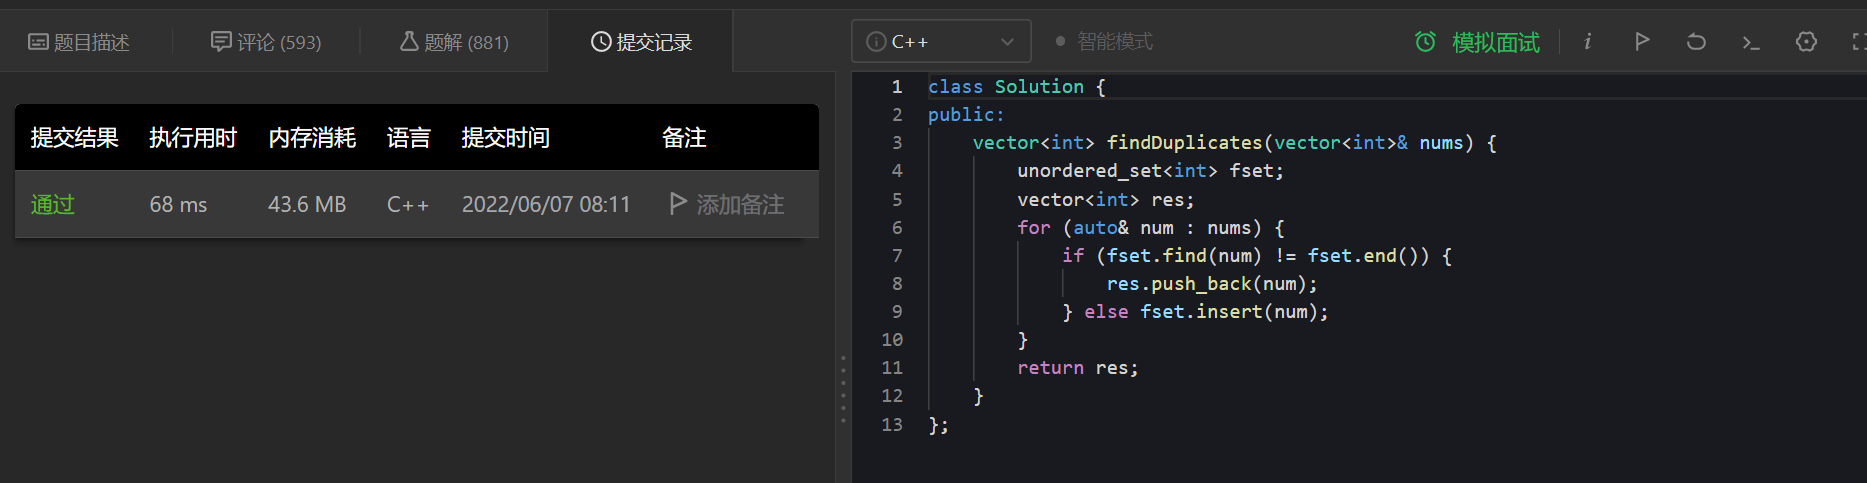 题目描述 评论 (593) 题解 (881) 提交记录
提交结果 执行用时 内存消耗 语言 提交时间 备注
通过 68 ms 43.6 MB C++ 2022/06/07 08:11 添加备注
C++ 智能模式 模拟面试 i
1 class Solution {
2 public:
3     vector<int> findDuplicates(vector<int>& nums) {
4         unordered_set<int> fset;
5         vector<int> res;
6         for (auto& num : nums) {
7             if (fset.find(num) != fset.end()) {
8                 res.push_back(num);
9             } else fset.insert(num);
10         }
11         return res;
12     }
13 };